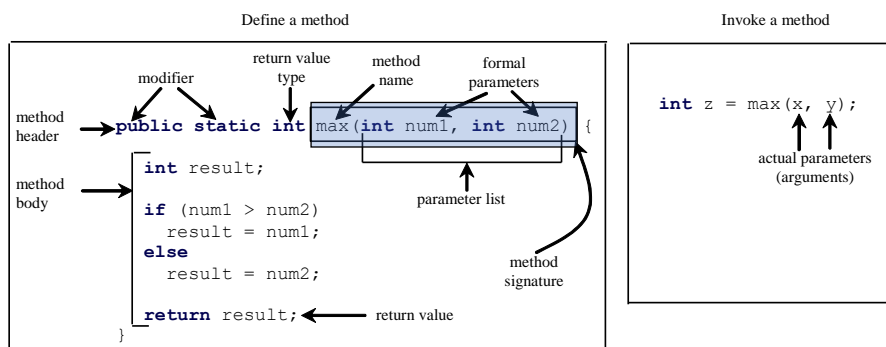 Define a method
Invoke a method
return value
type
method
name
formal
parameters
modifier
method
header
public static int max(int num1, int num2) {
int z = max(x, y);
actual parameters
(arguments)
method
body
int result;
parameter list
if (num1 > num2)
result = num1;
else
result = num2;
method
signature
return result;
return value
}